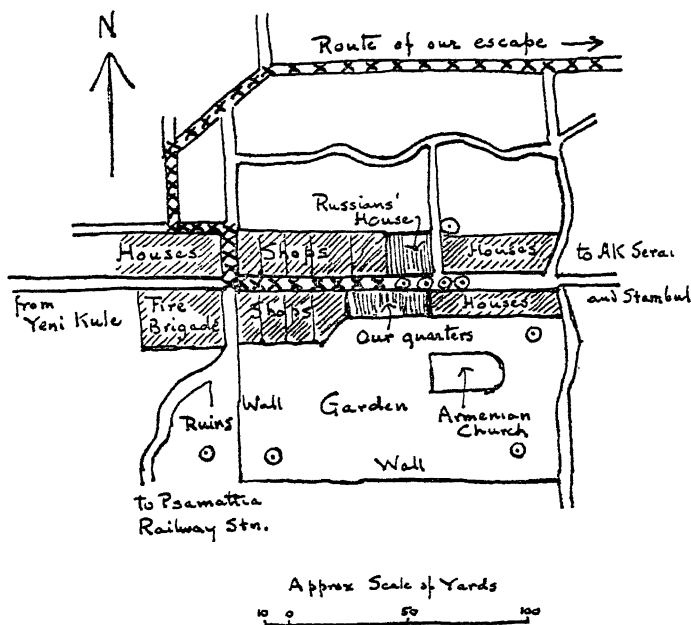 N
Route of our escape
Russians'
House
Houses
Shops
Houses
to AK Serai
from
Yeni Kule
Fire
Brigade
Shops
Houses
and Stambul
Our quarters
Ruins
Wall
Garden
Armenian
Church
Wall
to Psamattia
Railway Stn.
Approx Scale of Yards
10 0 50 100